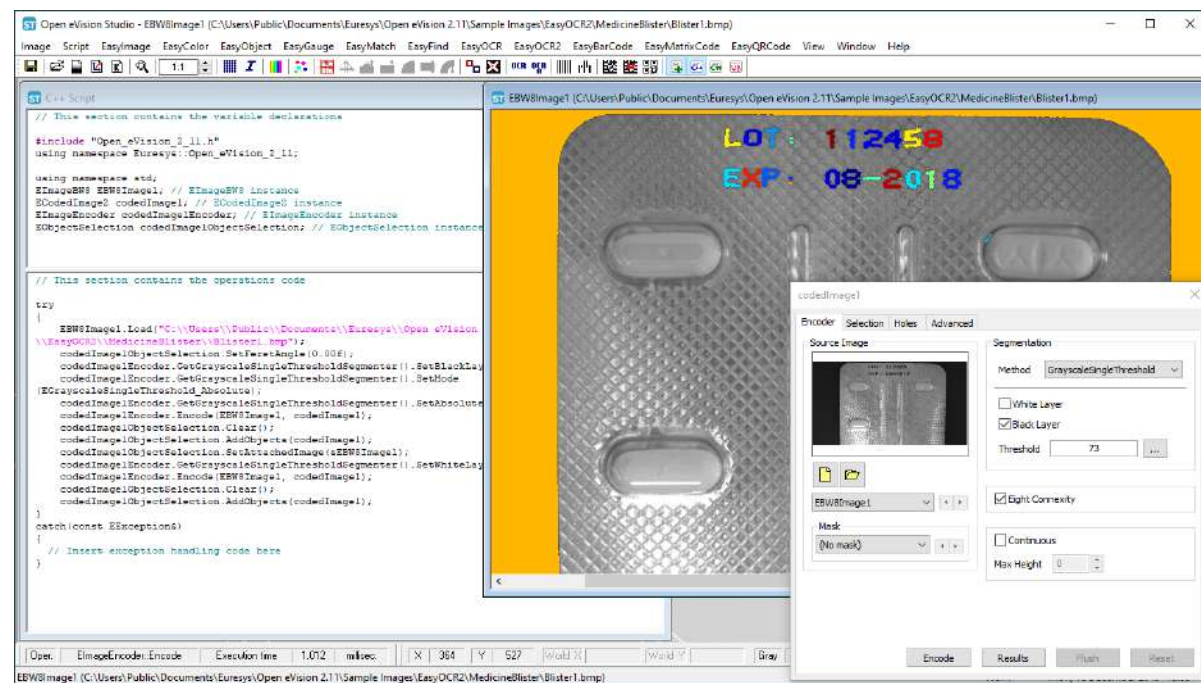 Open eVision Studio - EBW8Image1 (C:\Users\Public\Documents\Euresys\Open eVision 2.11\Sample Images\EasyOCR2\MedicineBlister\Blister1.bmp)
Image Script EasyImage EasyColor EasyObject EasyGauge EasyMatch EasyFind EasyOCR EasyOCR2 EasyBarCode EasyMatrixCode EasyQRCode View Window Help
1:1
C++ Script
// This section contains the variable declarations
#include "Open_eVision_2_11.h"
using namespace Euresys::Open_eVision_2_11;
using namespace std;
EImageBW8 EBW8Image1; // EImageBW8 instance
ECodedImage2 codedImage1; // ECodedImage2 instance
EImageEncoder codedImage1Encoder; // EImageEncoder instance
EObjectSelection codedImage1ObjectSelection; // EObjectSelection instance
// This section contains the operations code
try
{
EBW8Image1.Load("C:\\Users\\Public\\Documents\\Euresys\\Open eVision
\\EasyOCR2\\MedicineBlister\\Blister1.bmp");
codedImage1ObjectSelection.SetFeretAngle(0.00f);
codedImage1Encoder.GetGrayscaleSingleThresholdSegmenter().SetBlackLay
codedImage1Encoder.GetGrayscaleSingleThresholdSegmenter().SetMode
(EGrayscaleSingleThreshold_Absolute);
codedImage1Encoder.GetGrayscaleSingleThresholdSegmenter().SetAbsolute
codedImage1Encoder.Encode(EBW8Image1, codedImage1);
codedImage1ObjectSelection.Clear();
codedImage1ObjectSelection.AddObjects(codedImage1);
codedImage1ObjectSelection.SetAttachedImage(&EBW8Image1);
codedImage1Encoder.GetGrayscaleSingleThresholdSegmenter().SetWhiteLay
codedImage1Encoder.Encode(EBW8Image1, codedImage1);
codedImage1ObjectSelection.Clear();
codedImage1ObjectSelection.AddObjects(codedImage1);
}
catch(const EException&)
{
// Insert exception handling code here
}
EBW8Image1 (C:\Users\Public\Documents\Euresys\Open eVision 2.11\Sample Images\EasyOCR2\MedicineBlister\Blister1.bmp)
LOT: 112458
EXP: 08-2018
codedImage1
Encoder Selection Holes Advanced
Source Image
EBW8Image1
Mask
(No mask)
Segmentation
Method GrayscaleSingleThreshold
White Layer
Black Layer
Threshold 73 ...
Eight Connexity
Continuous
Max Height 0
Encode Results Flush Reset
Oper. EImageEncoder::Encode Execution time 1.012 millisec. X 364 Y 527 World X World Y Gray
EBW8Image1 (C:\Users\Public\Documents\Euresys\Open eVision 2.11\Sample Images\EasyOCR2\MedicineBlister\Blister1.bmp)